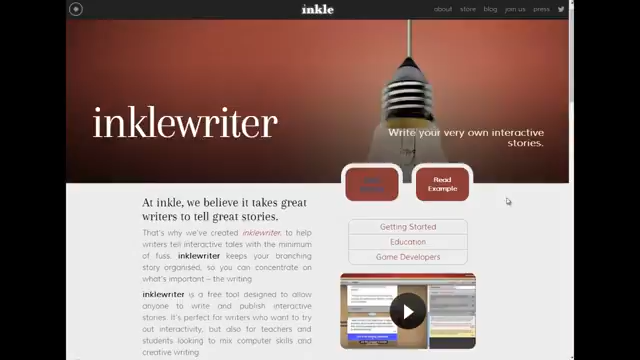 inkle
about store blog join us press
inklewriter
Write your very own interactive
stories.
Read
Example
At inkle, we believe it takes great
writers to tell great stories.
That's why we've created inklewriter, to help
writers tell interactive tales with the minimum
of fuss. inklewriter keeps your branching
story organised, so you can concentrate on
what's important – the writing.
inklewriter is a free tool designed to allow
anyone to write and publish interactive
stories. It's perfect for writers who want to try
out interactivity, but also for teachers and
students looking to mix computer skills and
creative writing
Getting Started
Education
Game Developers